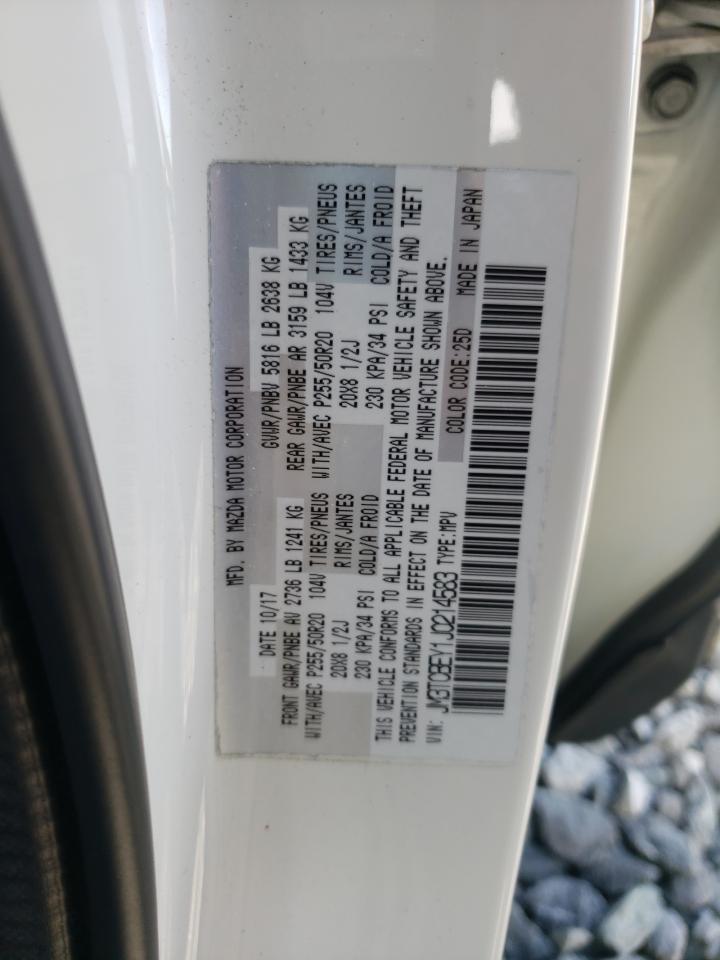 MFD. BY MAZDA MOTOR CORPORATION
DATE 10/17 GVWR/PNBV 5816 LB 2638 KG
FRONT GAWR/PNBE AV 2736 LB 1241 KG REAR GAWR/PNBE AR 3159 LB 1433 KG
WITH/AVEC P255/50R20 104V TIRES/PNEUS WITH/AVEC P255/50R20 104V TIRES/PNEUS
20X8 1/2J RIMS/JANTES 20X8 1/2J RIMS/JANTES
230 KPA/34 PSI COLD/A FROID 230 KPA/34 PSI COLD/A FROID
THIS VEHICLE CONFORMS TO ALL APPLICABLE FEDERAL MOTOR VEHICLE SAFETY AND THEFT
PREVENTION STANDARDS IN EFFECT ON THE DATE OF MANUFACTURE SHOWN ABOVE.
VIN: JM3TCBEY1J0214583 TYPE:MPV COLOR CODE:25D MADE IN JAPAN